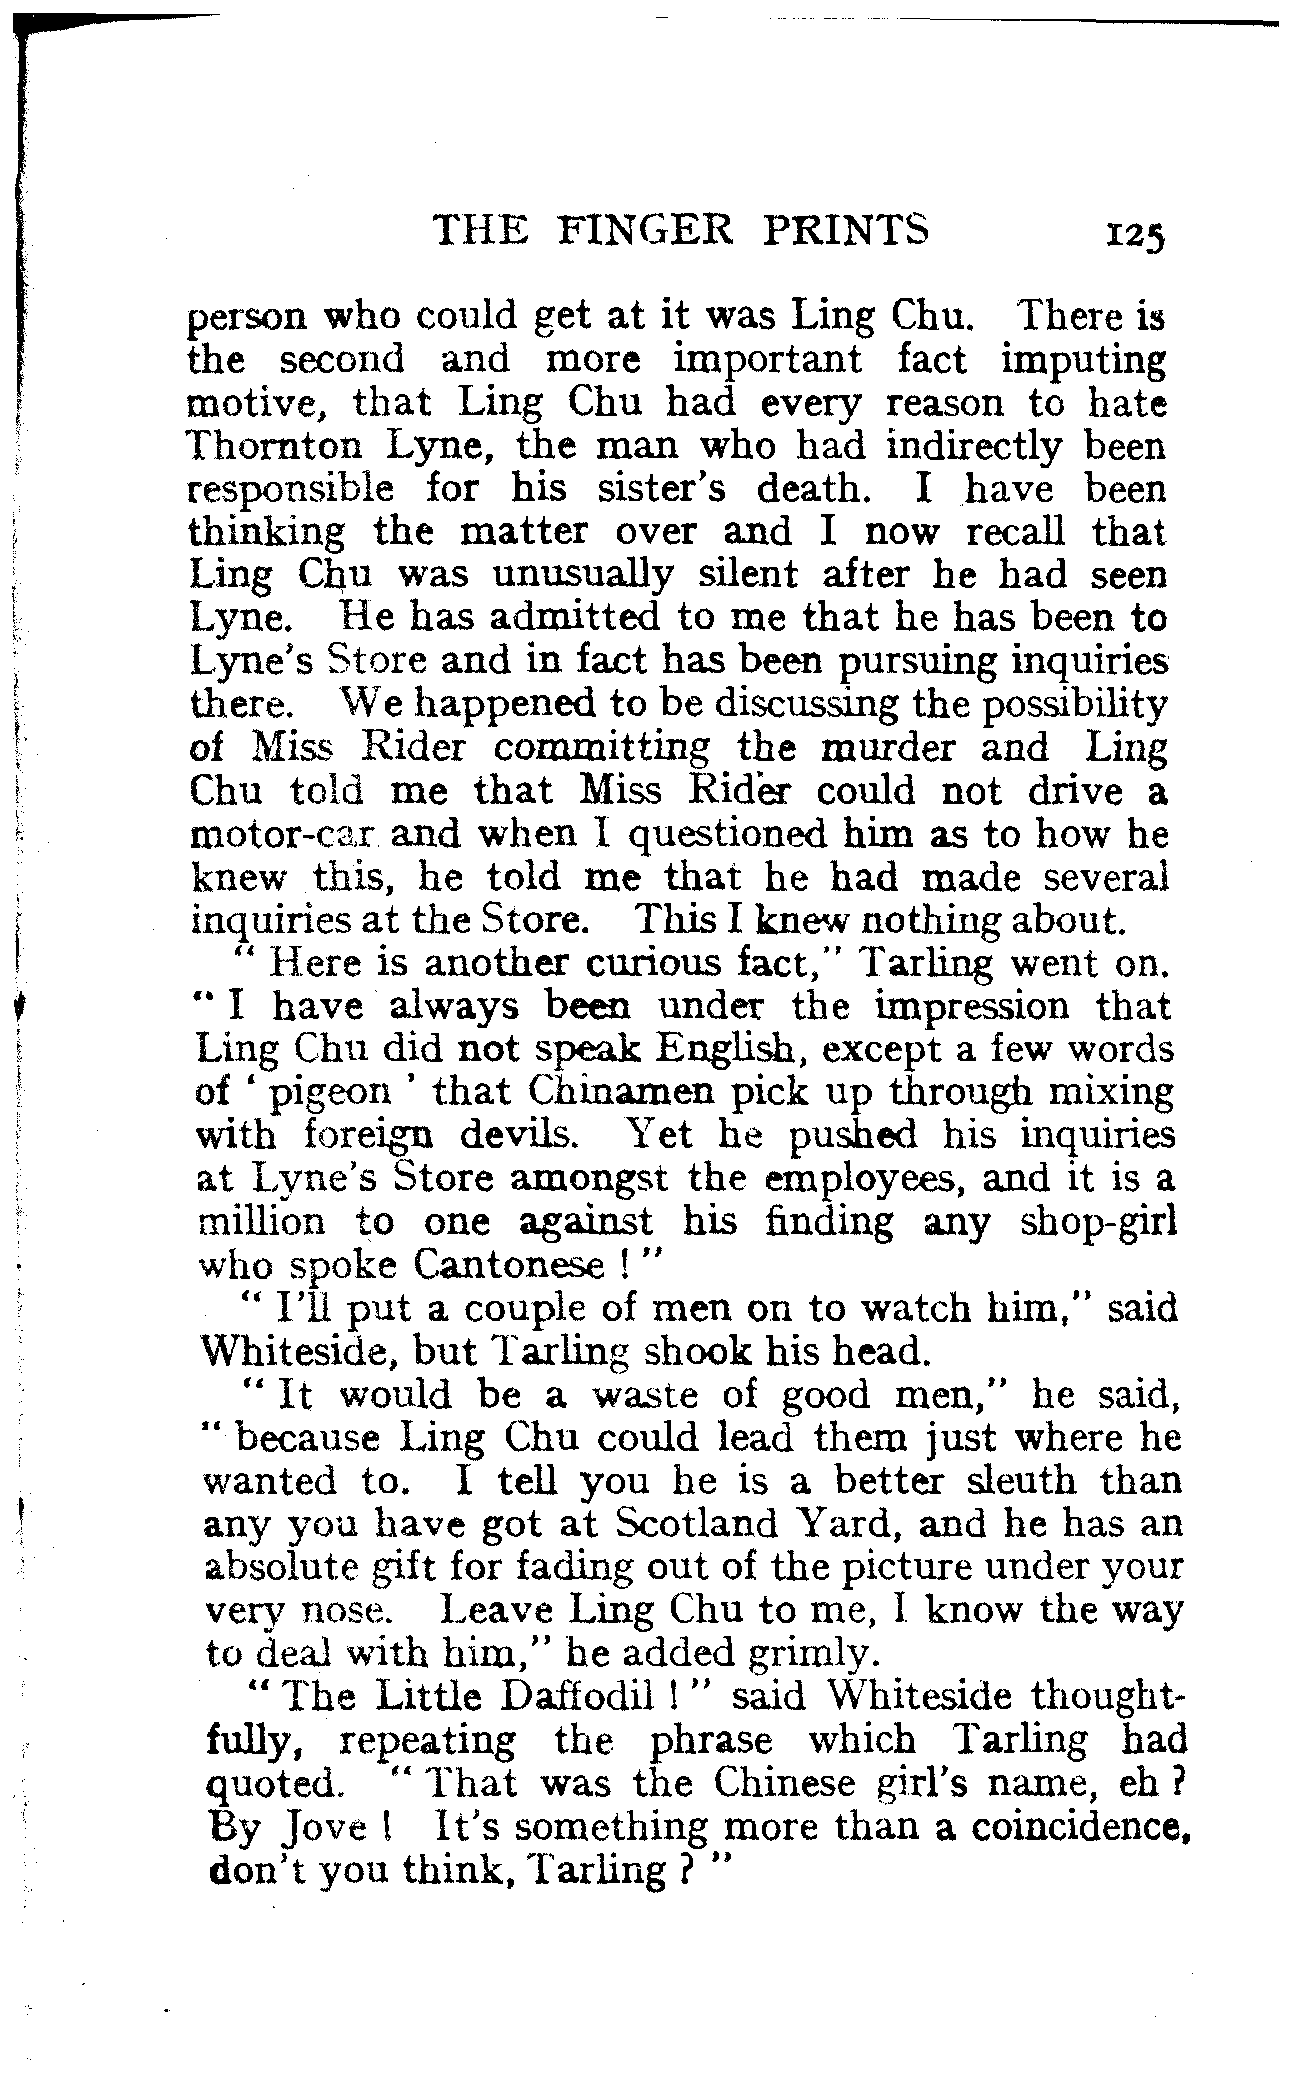 THE FINGER PRINTS 125
person who could get at it was Ling Chu. There is
the second and more important fact imputing
motive, that Ling Chu had every reason to hate
Thornton Lyne, the man who had indirectly been
responsible for his sister's death. I have been
thinking the matter over and I now recall that
Ling Chu was unusually silent after he had seen
Lyne. He has admitted to me that he has been to
Lyne's Store and in fact has been pursuing inquiries
there. We happened to be discussing the possibility
of Miss Rider committing the murder and Ling
Chu told me that Miss Rider could not drive a
motor-car and when I questioned him as to how he
knew this, he told me that he had made several
inquiries at the Store. This I knew nothing about.
" Here is another curious fact," Tarling went on.
" I have always been under the impression that
Ling Chu did not speak English, except a few words
of ' pigeon ' that Chinamen pick up through mixing
with foreign devils. Yet he pushed his inquiries
at Lyne's Store amongst the employees, and it is a
million to one against his finding any shop-girl
who spoke Cantonese ! "
" I'll put a couple of men on to watch him," said
Whiteside, but Tarling shook his head.
" It would be a waste of good men," he said,
" because Ling Chu could lead them just where he
wanted to. I tell you he is a better sleuth than
any you have got at Scotland Yard, and he has an
absolute gift for fading out of the picture under your
very nose. Leave Ling Chu to me, I know the way
to deal with him," he added grimly.
" The Little Daffodil ! " said Whiteside thought-
fully, repeating the phrase which Tarling had
quoted. " That was the Chinese girl's name, eh ?
By Jove ! It's something more than a coincidence,
don't you think, Tarling ? "